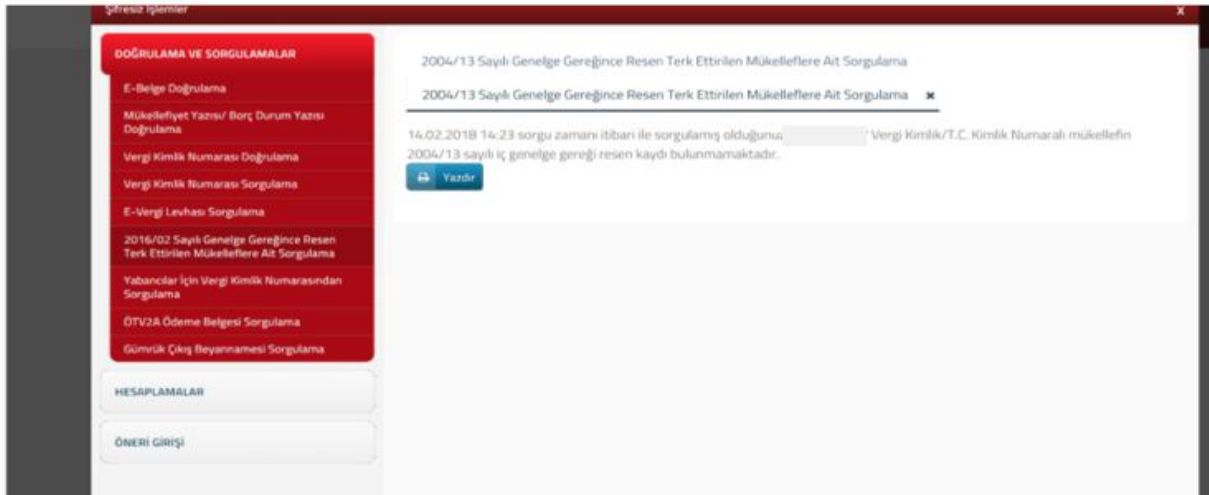 Şifresiz İşlemler
x
DOĞRULAMA VE SORGULAMALAR
E-Belge Doğrulama
Mükellefiyet Yazısı/ Borç Durum Yazısı
Doğrulama
Vergi Kimlik Numarası Doğrulama
Vergi Kimlik Numarası Sorgulama
E-Vergi Levhası Sorgulama
2016/02 Sayılı Genelge Gereğince Resen
Terk Ettirilen Mükelleflere Ait Sorgulama
Yabancılar İçin Vergi Kimlik Numarasından
Sorgulama
ÖTV2A Ödeme Belgesi Sorgulama
Gümrük Çıkış Beyannamesi Sorgulama
HESAPLAMALAR
ÖNERİ GİRİŞİ
2004/13 Sayılı Genelge Gereğince Resen Terk Ettirilen Mükelleflere Ait Sorgulama
2004/13 Sayılı Genelge Gereğince Resen Terk Ettirilen Mükelleflere Ait Sorgulama ×
14.02.2018 14:23 sorgu zamanı itibari ile sorgulamış olduğunuz ' Vergi Kimlik/T.C. Kimlik Numaralı mükellefin
2004/13 sayılı iç genelge gereği resen kaydı bulunmamaktadır.
Yazdır